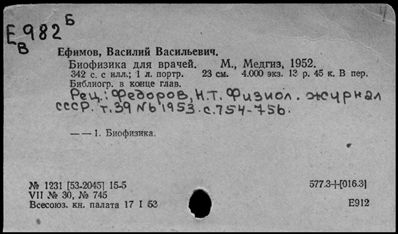 Б
Е982
В
Ефимов, Василий Васильевич.
Биофизика для врачей. М., Медгиз, 1952.
342 с. с илл.; 1 л. портр. 23 см. 4.000 экз. 13 р. 45 к. В пер.
Библиогр. в конце глав.
Рец.: Федоров, Н.Т. Физиол. журнал
СССР. т.39 №6 1953. с.754-756.
— — 1. Биофизика.
№ 1231 [53-2045] 15-5
VII № 30, № 745
Всесоюз. кн. палата 17 I 53
577.3+[016.3]
Е912